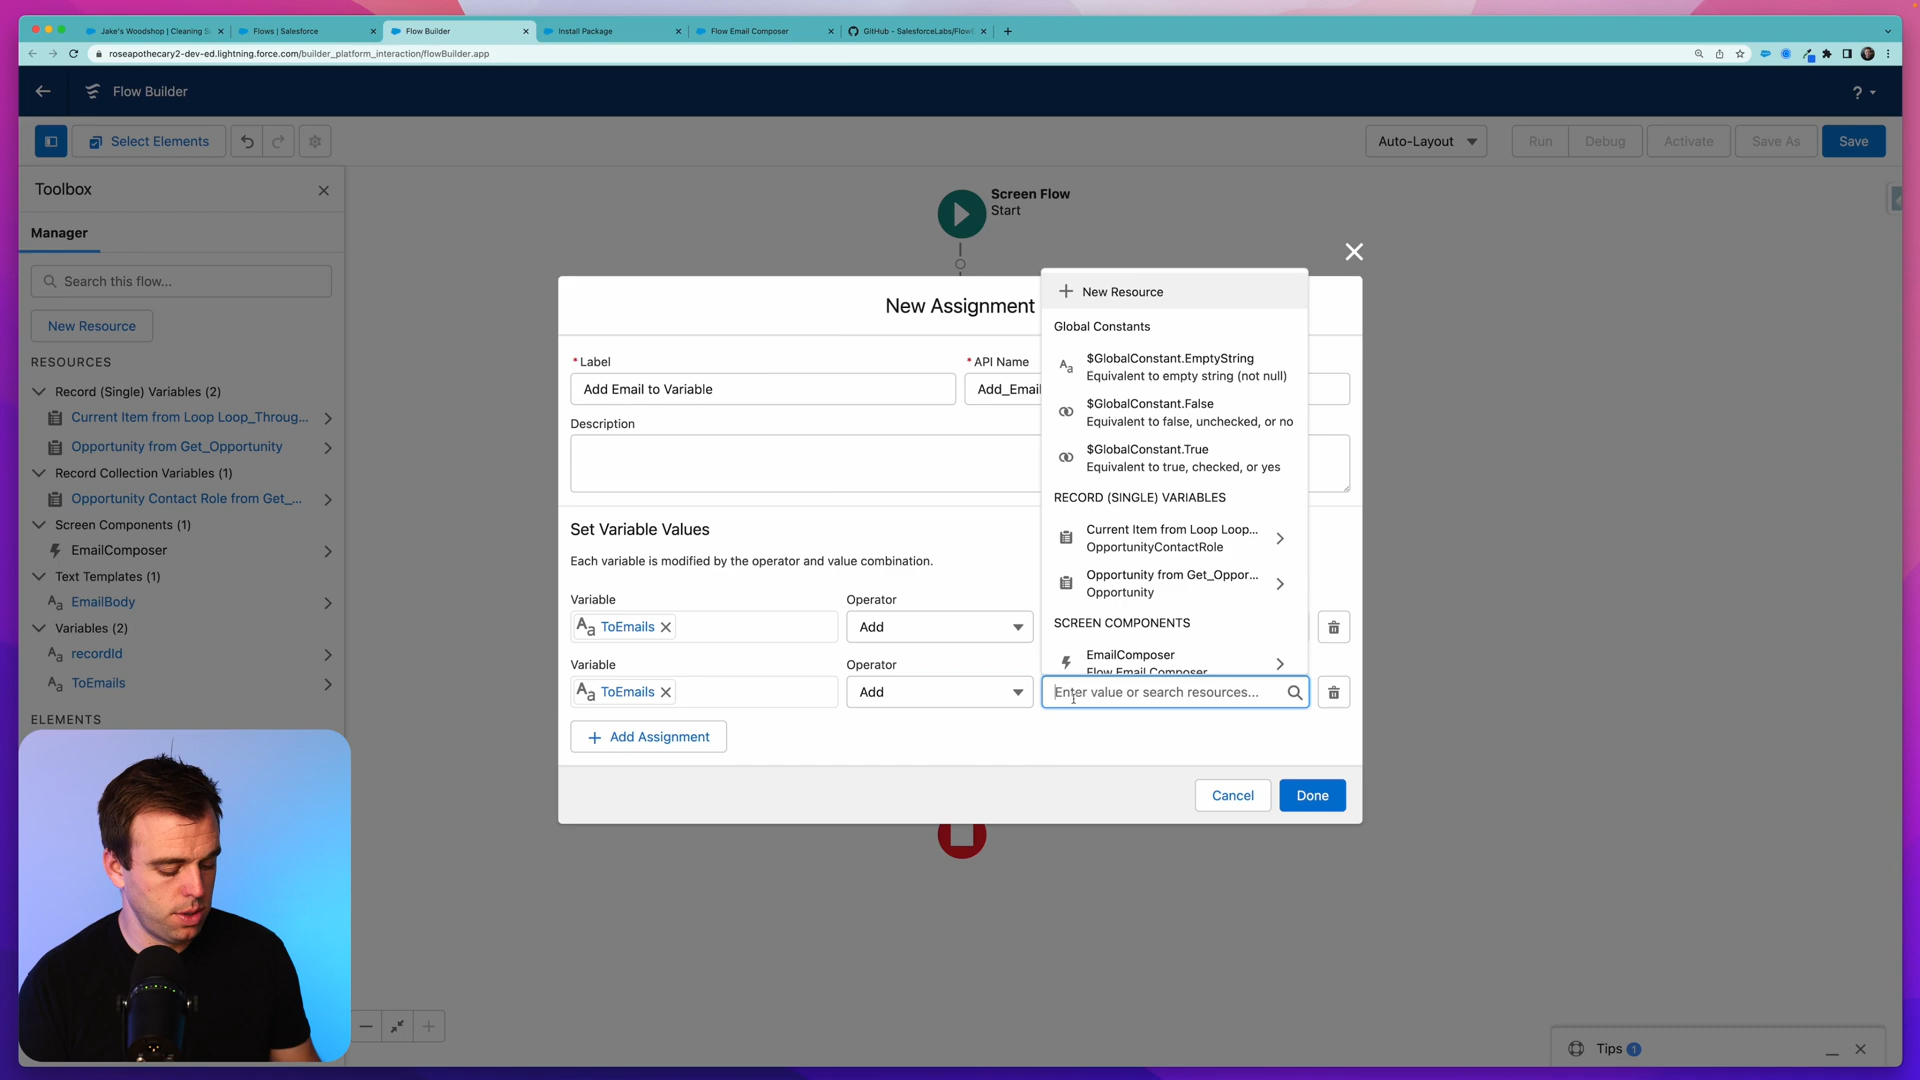 Jake's Woodshop | Cleaning S
Flows | Salesforce
Flow Builder
Install Package
Flow Email Composer
GitHub - SalesforceLabs/FlowE
roseapothecary2-dev-ed.lightning.force.com/builder_platform_interaction/flowBuilder.app
Flow Builder
?
Select Elements
Auto-Layout
Run
Debug
Activate
Save As
Save
Toolbox
Manager
Search this flow...
New Resource
RESOURCES
Record (Single) Variables (2)
Current Item from Loop Loop_Throug...
Opportunity from Get_Opportunity
Record Collection Variables (1)
Opportunity Contact Role from Get_...
Screen Components (1)
EmailComposer
Text Templates (1)
EmailBody
Variables (2)
recordId
ToEmails
ELEMENTS
Screen Flow
Start
New Assignment
* Label
* API Name
Add Email to Variable
Add_Email
Description
Set Variable Values
Each variable is modified by the operator and value combination.
Variable
Operator
ToEmails
Add
Variable
Operator
ToEmails
Add
Enter value or search resources...
Add Assignment
Cancel
Done
New Resource
Global Constants
$GlobalConstant.EmptyString
Equivalent to empty string (not null)
$GlobalConstant.False
Equivalent to false, unchecked, or no
$GlobalConstant.True
Equivalent to true, checked, or yes
RECORD (SINGLE) VARIABLES
Current Item from Loop Loop...
OpportunityContactRole
Opportunity from Get_Oppor...
Opportunity
SCREEN COMPONENTS
EmailComposer
Flow Email Composer
Tips 1